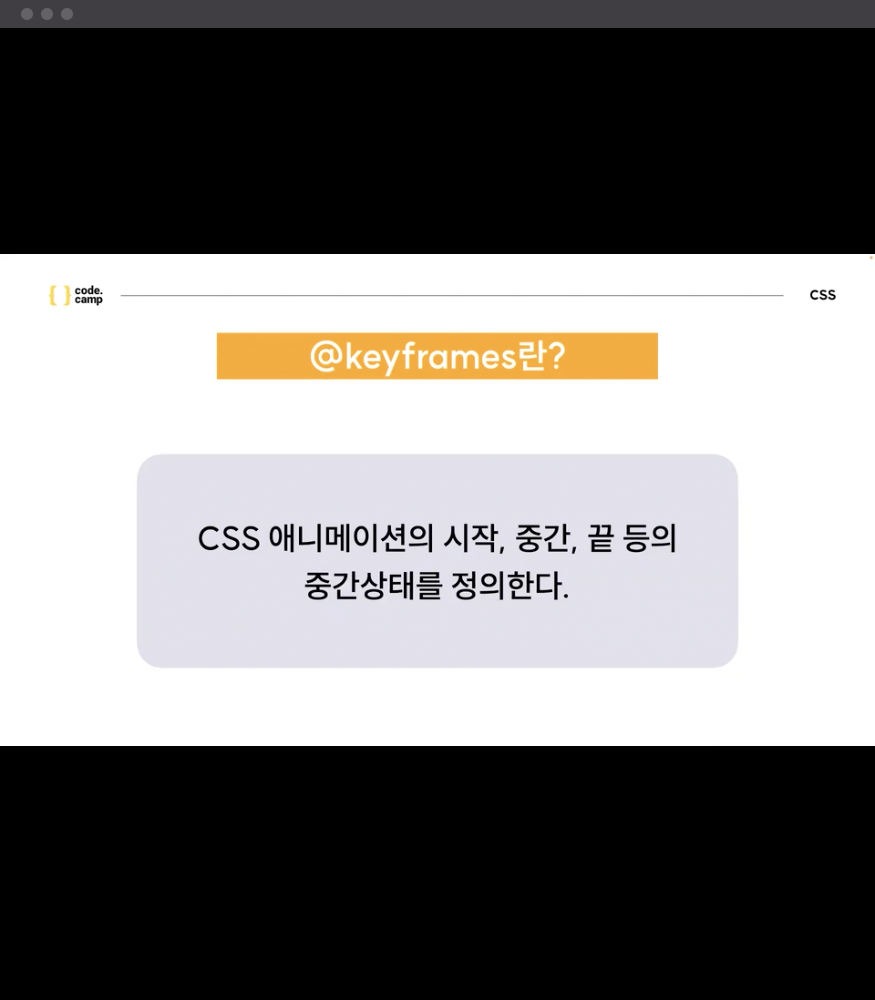 { } code.
camp
CSS
@keyframes란?
CSS 애니메이션의 시작, 중간, 끝 등의
중간상태를 정의한다.